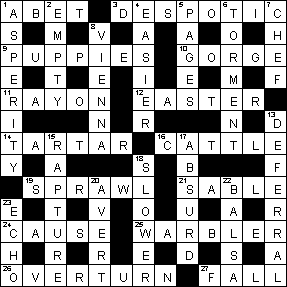 1 2 3 4 5 6 7
A B E T D E S P O T I C
8
S M V A A O H
9 10
P U P P I E S G O R G E
E T E I E M F
11 12
R A Y O N E A S T E R
13
I N R N D
14 15 16 17
T A R T A R C A T T L E
18
Y A S B F
19 20 21 22
S P R A W L S A B L E
23
E T V O U A R
24 25
C A U S E W A R B L E R
H R R E D S A
26 27
O V E R T U R N F A L L